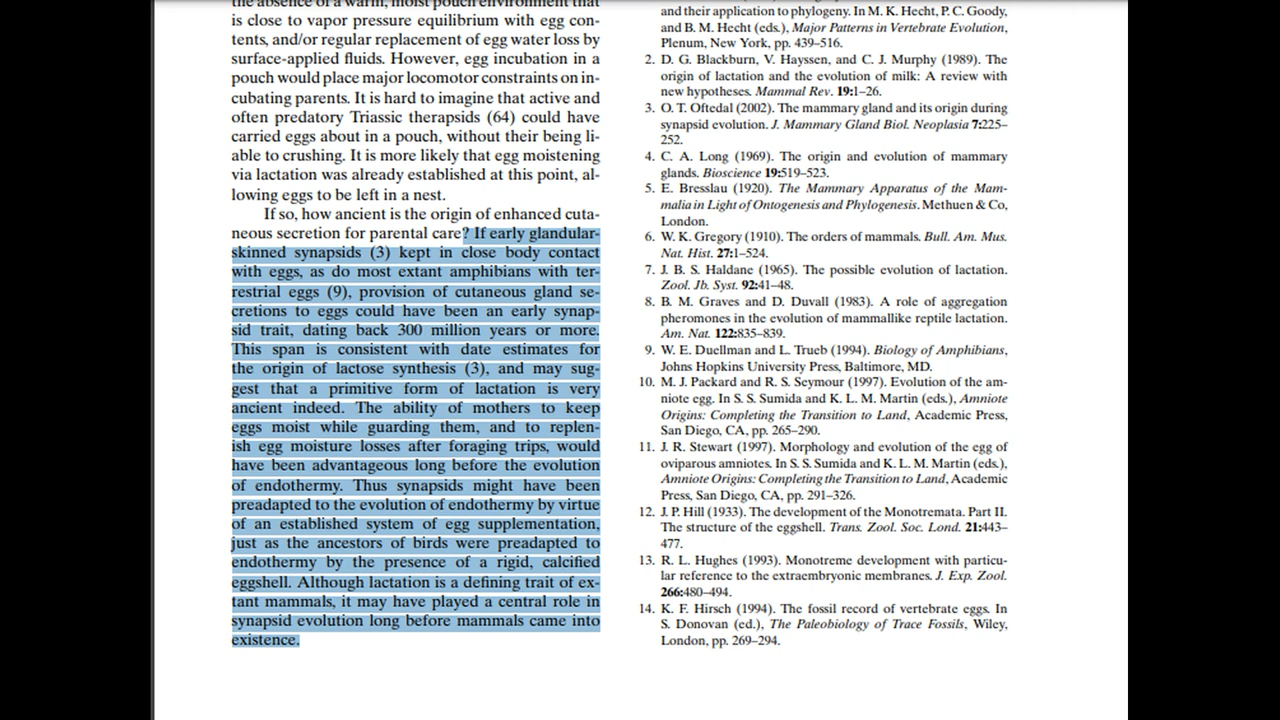 the absence of a warm, moist pouch environment that
is close to vapor pressure equilibrium with egg con-
tents, and/or regular replacement of egg water loss by
surface-applied fluids. However, egg incubation in a
pouch would place major locomotor constraints on in-
cubating parents. It is hard to imagine that active and
often predatory Triassic therapsids (64) could have
carried eggs about in a pouch, without their being li-
able to crushing. It is more likely that egg moistening
via lactation was already established at this point, al-
lowing eggs to be left in a nest.
If so, how ancient is the origin of enhanced cuta-
neous secretion for parental care? If early glandular-
skinned synapsids (3) kept in close body contact
with eggs, as do most extant amphibians with ter-
restrial eggs (9), provision of cutaneous gland se-
cretions to eggs could have been an early synap-
sid trait, dating back 300 million years or more.
This span is consistent with date estimates for
the origin of lactose synthesis (3), and may sug-
gest that a primitive form of lactation is very
ancient indeed. The ability of mothers to keep
eggs moist while guarding them, and to replen-
ish egg moisture losses after foraging trips, would
have been advantageous long before the evolution
of endothermy. Thus synapsids might have been
preadapted to the evolution of endothermy by virtue
of an established system of egg supplementation,
just as the ancestors of birds were preadapted to
endothermy by the presence of a rigid, calcified
eggshell. Although lactation is a defining trait of ex-
tant mammals, it may have played a central role in
synapsid evolution long before mammals came into
existence.
and their application to phylogeny. In M. K. Hecht, P. C. Goody,
and B. M. Hecht (eds.), Major Patterns in Vertebrate Evolution,
Plenum, New York, pp. 439–516.
2. D. G. Blackburn, V. Hayssen, and C. J. Murphy (1989). The
origin of lactation and the evolution of milk: A review with
new hypotheses. Mammal Rev. 19:1–26.
3. O. T. Oftedal (2002). The mammary gland and its origin during
synapsid evolution. J. Mammary Gland Biol. Neoplasia 7:225–
252.
4. C. A. Long (1969). The origin and evolution of mammary
glands. Bioscience 19:519–523.
5. E. Bresslau (1920). The Mammary Apparatus of the Mam-
malia in Light of Ontogenesis and Phylogenesis. Methuen & Co,
London.
6. W. K. Gregory (1910). The orders of mammals. Bull. Am. Mus.
Nat. Hist. 27:1–524.
7. J. B. S. Haldane (1965). The possible evolution of lactation.
Zool. Jb. Syst. 92:41–48.
8. B. M. Graves and D. Duvall (1983). A role of aggregation
pheromones in the evolution of mammallike reptile lactation.
Am. Nat. 122:835–839.
9. W. E. Duellman and L. Trueb (1994). Biology of Amphibians,
Johns Hopkins University Press, Baltimore, MD.
10. M. J. Packard and R. S. Seymour (1997). Evolution of the am-
niote egg. In S. S. Sumida and K. L. M. Martin (eds.), Amniote
Origins: Completing the Transition to Land, Academic Press,
San Diego, CA, pp. 265–290.
11. J. R. Stewart (1997). Morphology and evolution of the egg of
oviparous amniotes. In S. S. Sumida and K. L. M. Martin (eds.),
Amniote Origins: Completing the Transition to Land, Academic
Press, San Diego, CA, pp. 291–326.
12. J. P. Hill (1933). The development of the Monotremata. Part II.
The structure of the eggshell. Trans. Zool. Soc. Lond. 21:443–
477.
13. R. L. Hughes (1993). Monotreme development with particu-
lar reference to the extraembryonic membranes. J. Exp. Zool.
266:480–494.
14. K. F. Hirsch (1994). The fossil record of vertebrate eggs. In
S. Donovan (ed.), The Paleobiology of Trace Fossils, Wiley,
London, pp. 269–294.